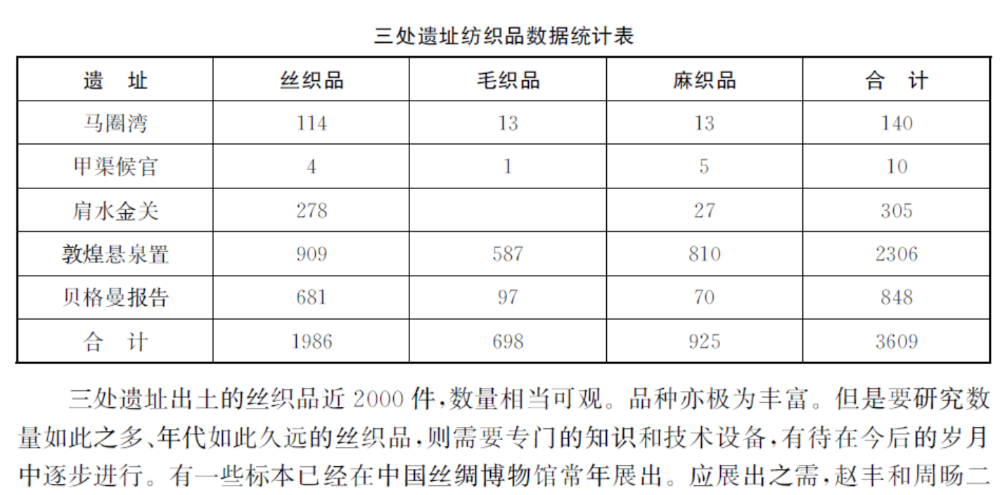 三处遗址纺织品数据统计表
遗 址 丝织品 毛织品 麻织品 合 计
马圈湾 114 13 13 140
甲渠候官 4 1 5 10
肩水金关 278 27 305
敦煌悬泉置 909 587 810 2306
贝格曼报告 681 97 70 848
合 计 1986 698 925 3609
三处遗址出土的丝织品近 2000 件,数量相当可观。品种亦极为丰富。但是要研究数
量如此之多、年代如此久远的丝织品,则需要专门的知识和技术设备,有待在今后的岁月
中逐步进行。有一些标本已经在中国丝绸博物馆常年展出。应展出之需,赵丰和周旸二